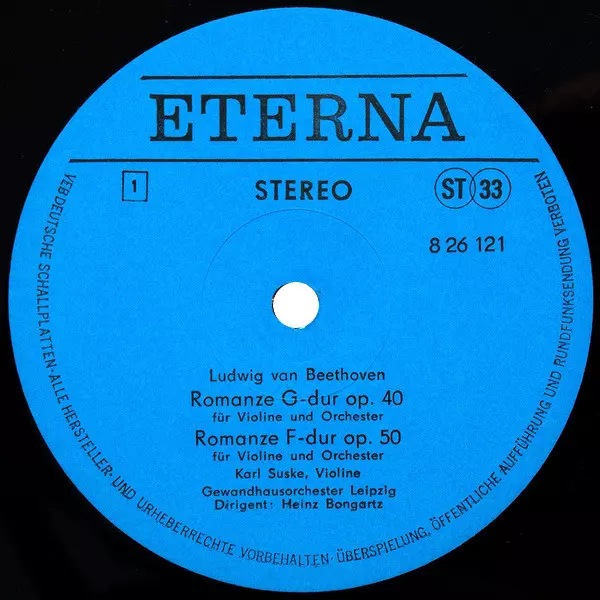 ETERNA
1
STEREO
ST 33
8 26 121
Ludwig van Beethoven
Romanze G-dur op. 40
für Violine und Orchester
Romanze F-dur op. 50
für Violine und Orchester
Karl Suske, Violine
Gewandhausorchester Leipzig
Dirigent: Heinz Bongartz
VEB DEUTSCHE SCHALLPLATTEN · ALLE HERSTELLER- UND URHEBERRECHTE VORBEHALTEN · ÜBERSPIELUNG, ÖFFENTLICHE AUFFÜHRUNG UND RUNDFUNKSENDUNG VERBOTEN